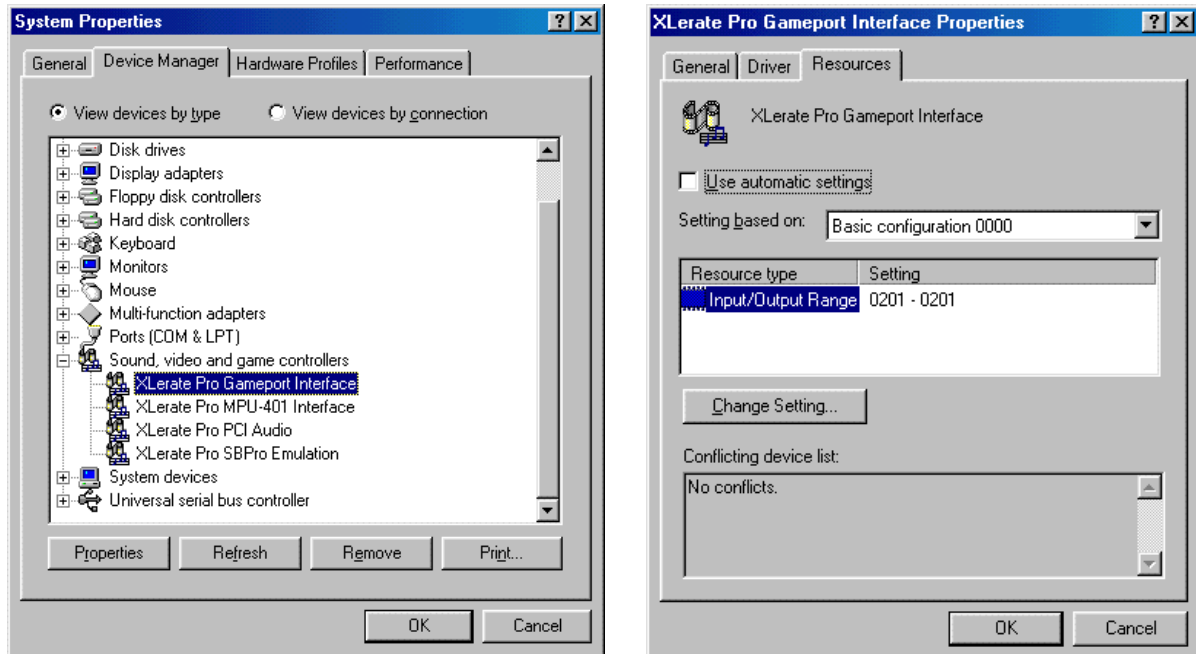 System Properties
General Device Manager Hardware Profiles Performance
View devices by type View devices by connection
Disk drives
Display adapters
Floppy disk controllers
Hard disk controllers
Keyboard
Monitors
Mouse
Multi-function adapters
Ports (COM & LPT)
Sound, video and game controllers
XLerate Pro Gameport Interface
XLerate Pro MPU-401 Interface
XLerate Pro PCI Audio
XLerate Pro SBPro Emulation
System devices
Universal serial bus controller
Properties Refresh Remove Print...
OK Cancel
XLerate Pro Gameport Interface Properties
General Driver Resources
XLerate Pro Gameport Interface
Use automatic settings
Setting based on: Basic configuration 0000
Resource type Setting
Input/Output Range 0201 - 0201
Change Setting...
Conflicting device list:
No conflicts.
OK Cancel